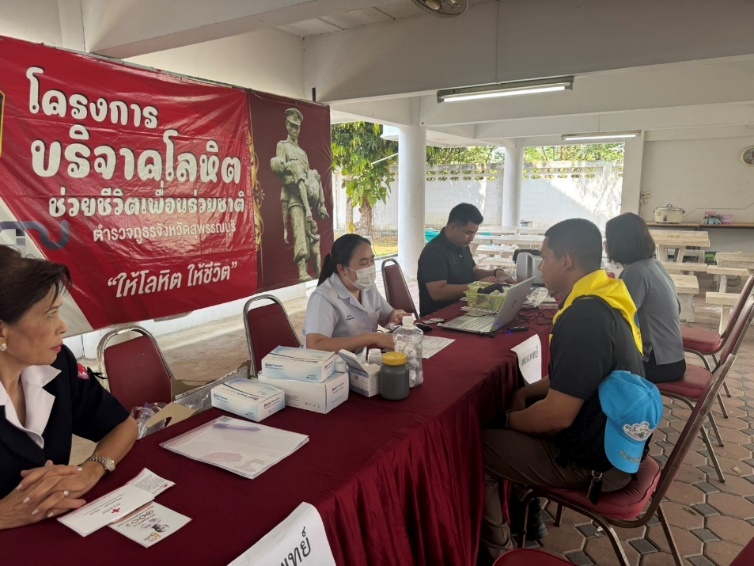 โครงการ
บริจาคโลหิต
ช่วยชีวิตเพื่อนร่วมชาติ
ตำรวจภูธรจังหวัดสุพรรณบุรี
"ให้โลหิต ให้ชีวิต"